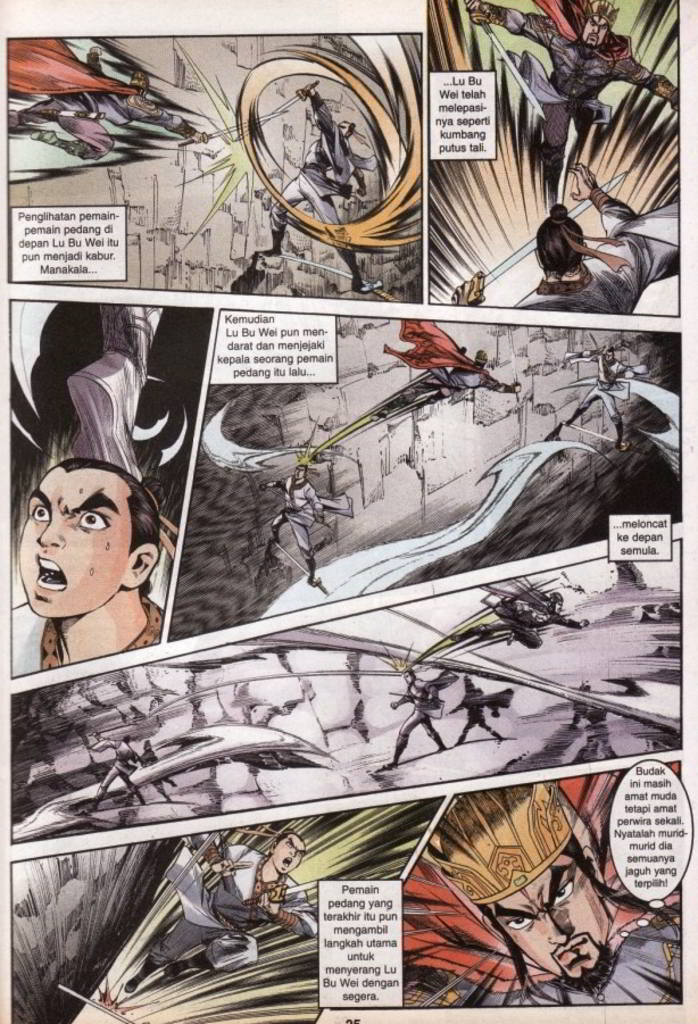 Penglihatan pemain-
pemain pedang di
depan Lu Bu Wei itu
pun menjadi kabur.
Manakala...
...Lu Bu
Wei telah
melepasi-
nya seperti
kumbang
putus tali.
Kemudian
Lu Bu Wei pun men-
darat dan menjejaki
kepala seorang pemain
pedang itu lalu...
...meloncat
ke depan
semula.
Pemain
pedang yang
terakhir itu pun
mengambil
langkah utama
untuk
menyerang Lu
Bu Wei dengan
segera.
Budak
ini masih
amat muda
tetapi amat
perwira sekali.
Nyatalah murid-
murid dia
semuanya
jaguh yang
terpilih!